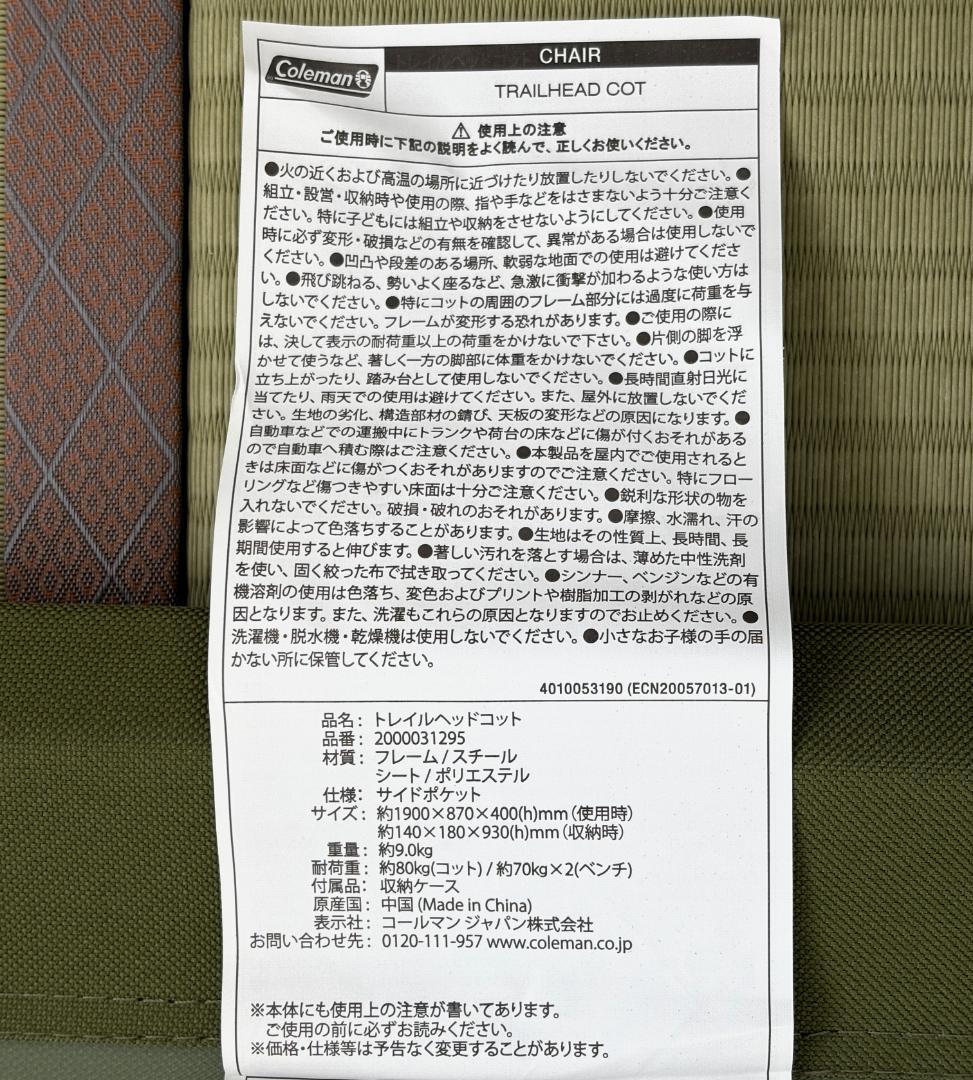 Coleman
CHAIR
TRAILHEAD COT
⚠ 使用上の注意
ご使用時に下記の説明をよく読んで、正しくお使いください。
●火の近くおよび高温の場所に近づけたり放置したりしないでください。●
組立・設営・収納時や使用の際、指や手などをはさまないよう十分ご注意く
ださい。特に子どもには組立や収納をさせないようにしてください。●使用
時に必ず変形・破損などの有無を確認して、異常がある場合は使用しないで
ください。●凹凸や段差のある場所、軟弱な地面での使用は避けてくださ
い。●飛び跳ねる、勢いよく座るなど、急激に衝撃が加わるような使い方は
しないでください。●特にコットの周囲のフレーム部分には過度に荷重を与
えないでください。フレームが変形する恐れがあります。●ご使用の際に
は、決して表示の耐荷重以上の荷重をかけないで下さい。●片側の脚を浮
かせて使うなど、著しく一方の脚部に体重をかけないでください。●コットに
立ち上がったり、踏み台として使用しないでください。●長時間直射日光に
当てたり、雨天での使用は避けてください。また、屋外に放置しないでくだ
さい。生地の劣化、構造部材の錆び、天板の変形などの原因になります。●
自動車などでの運搬中にトランクや荷台の床などに傷が付くおそれがある
ので自動車へ積む際はご注意ください。●本製品を屋内でご使用されると
きは床面などに傷がつくおそれがありますのでご注意ください。特にフロー
リングなど傷つきやすい床面は十分ご注意ください。●鋭利な形状の物を
入れないでください。破損・破れのおそれがあります。●摩擦、水濡れ、汗の
影響によって色落ちすることがあります。●生地はその性質上、長時間、長
期間使用すると伸びます。●著しい汚れを落とす場合は、薄めた中性洗剤
を使い、固く絞った布で拭き取ってください。●シンナー、ベンジンなどの有
機溶剤の使用は色落ち、変色およびプリントや樹脂加工の剥がれなどの原
因となります。また、洗濯もこれらの原因となりますのでお止めください。●
洗濯機・脱水機・乾燥機は使用しないでください。●小さなお子様の手の届
かない所に保管してください。
4010053190 (ECN20057013-01)
品名： トレイルヘッドコット
品番： 2000031295
材質： フレーム / スチール
シート / ポリエステル
仕様： サイドポケット
サイズ： 約1900×870×400(h)mm（使用時）
約140×180×930(h)mm（収納時）
重量： 約9.0kg
耐荷重： 約80kg(コット) / 約70kg×2(ベンチ)
付属品： 収納ケース
原産国： 中国 (Made in China)
表示社： コールマン ジャパン株式会社
お問い合わせ先： 0120-111-957 www.coleman.co.jp
※本体にも使用上の注意が書いてあります。
ご使用の前に必ずお読みください。
※価格・仕様等は予告なく変更することがあります。